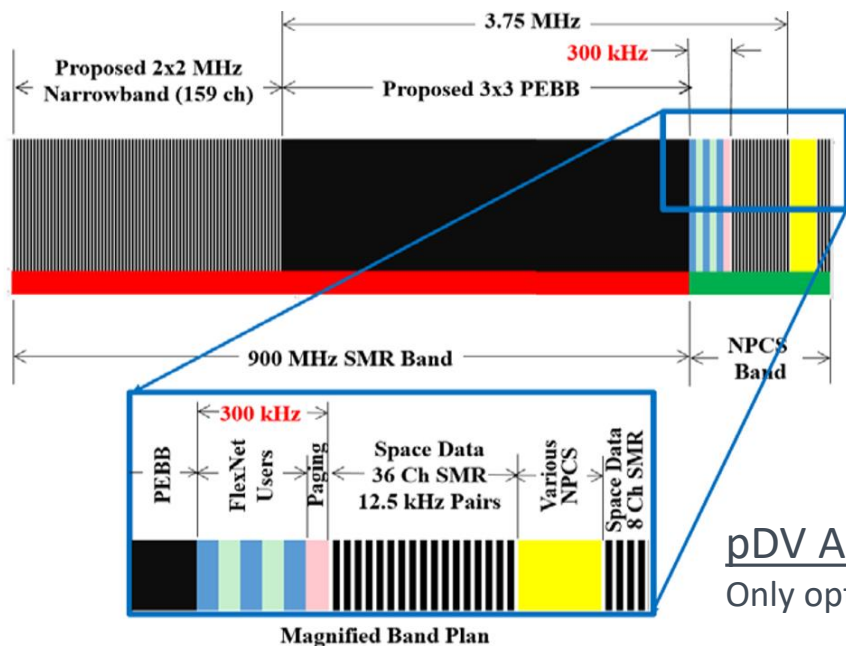 3.75 MHz
300 kHz
Proposed 2x2 MHz
Narrowband (159 ch)
Proposed 3x3 PEBB
900 MHz SMR Band
NPCS
Band
300 kHz
PEBB
FlexNet
Users
Paging
Space Data
36 Ch SMR
12.5 kHz Pairs
Various
NPCS
Space Data
8 Ch SMR
Magnified Band Plan
pDV A
Only opt